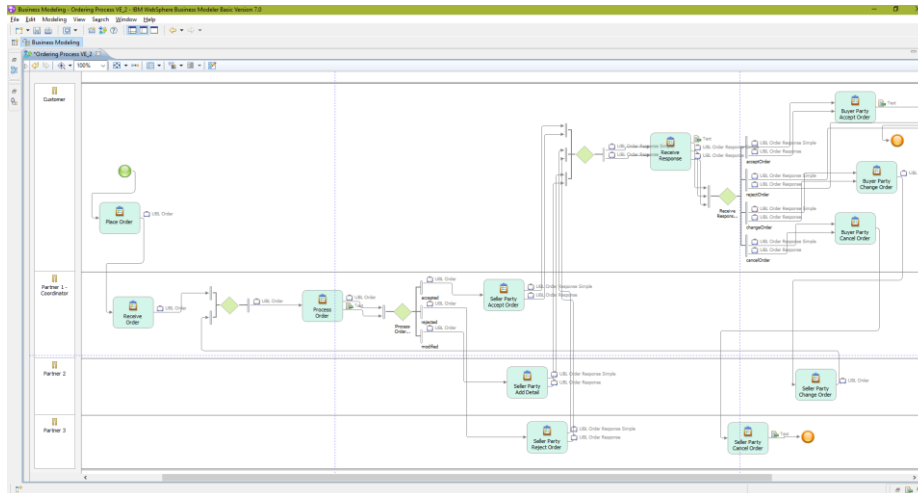 Business Modeling - Ordering Process VE_2 - IBM WebSphere Business Modeler Basic Version 7.0
File Edit Modeling View Search Window Help
Business Modeling
*Ordering Process VE_2
100%
Customer
Place Order
UBL Order
UBL Order Response Simple
UBL Order Response
Receive Response
Text
UBL Order Response Simple
UBL Order Response
Receive
Respons...
UBL Order Response Simple
UBL Order Response
acceptOrder
UBL Order Response Simple
UBL Order Response
rejectOrder
UBL Order Response Simple
UBL Order Response
changeOrder
UBL Order Response Simple
UBL Order Response
cancelOrder
Buyer Party
Accept Order
Text
Buyer Party
Change Order
UBL
Buyer Party
Cancel Order
Partner 1 -
Coordinator
Receive
Order
UBL Order
UBL Order
Process
Order
UBL Order
Text
Process
Order...
UBL Order
accepted
UBL Order
rejected
UBL Order
modified
Seller Party
Accept Order
UBL Order Response Simple
UBL Order Response
Partner 2
Seller Party
Add Detail
UBL Order Response Simple
UBL Order Response
Seller Party
Change Order
UBL Order
Partner 3
Seller Party
Reject Order
UBL Order Response Simple
UBL Order Response
Seller Party
Cancel Order
Text